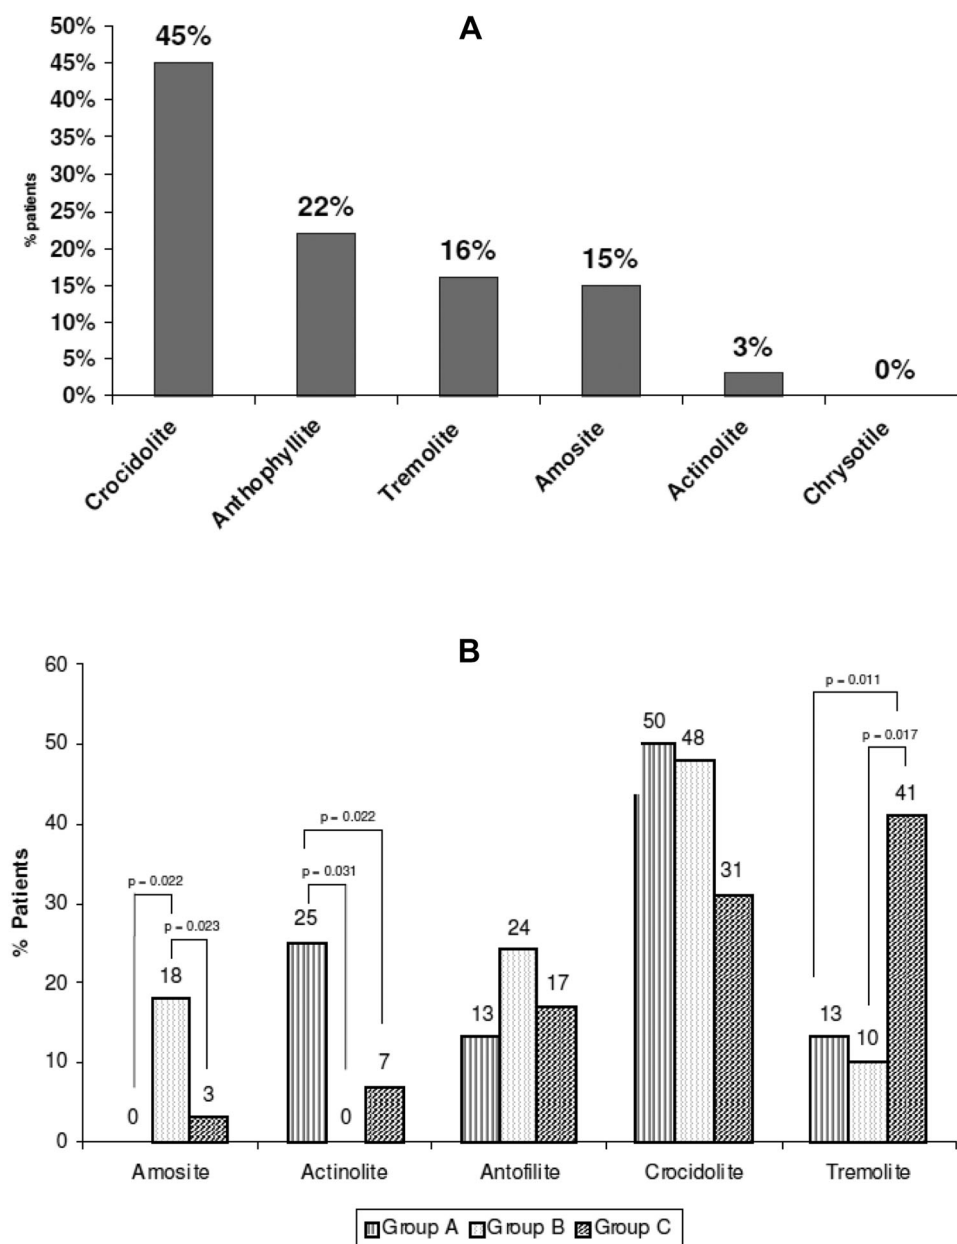 A
50%
45%
40%
35%
30%
25%
20%
15%
10%
5%
0%
% patients
45%
22%
16%
15%
3%
0%
Crocidolite
Anthophyllite
Tremolite
Amosite
Actinolite
Chrysotile
B
60
50
40
30
20
10
0
% Patients
p = 0.022
p = 0.023
0
18
3
p = 0.022
p = 0.031
25
0
7
13
24
17
50
48
31
p = 0.011
p = 0.017
13
10
41
Amosite
Actinolite
Antofilite
Crocidolite
Tremolite
Group A Group B Group C